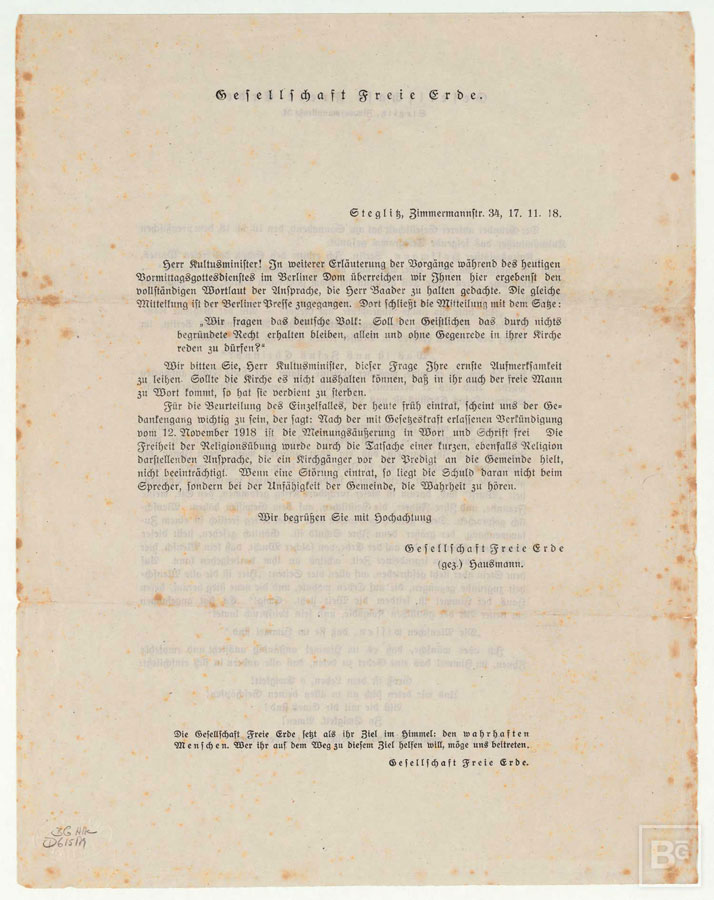 Gesellschaft Freie Erde.
Steglitz, Zimmermannstr. 34, 17. 11. 18.
Herr Kultusminister! In weiterer Erläuterung der Vorgänge während des heutigen
Vormittagsgottesdienstes im Berliner Dom überreichen wir Ihnen hier ergebenst den
vollständigen Wortlaut der Ansprache, die Herr Baader zu halten gedachte. Die gleiche
Mitteilung ist der Berliner Presse zugegangen. Dort schließt die Mitteilung mit dem Satze:
„Wir fragen das deutsche Volk: Soll den Geistlichen das durch nichts
begründete Recht erhalten bleiben, allein und ohne Gegenrede in ihrer Kirche
reden zu dürfen?“
Wir bitten Sie, Herr Kultusminister, dieser Frage Ihre ernste Aufmerksamkeit
zu leihen. Sollte die Kirche es nicht aushalten können, daß in ihr auch der freie Mann
zu Wort kommt, so hat sie verdient zu sterben.
Für die Beurteilung des Einzelfalles, der heute früh eintrat, scheint uns der Ge-
dankengang wichtig zu sein, der sagt: Nach der mit Gesetzeskraft erlassenen Verkündigung
vom 12. November 1918 ist die Meinungsäußerung in Wort und Schrift frei Die
Freiheit der Religionsübung wurde durch die Tatsache einer kurzen, ebenfalls Religion
darstellenden Ansprache, die ein Kirchgänger vor der Predigt an die Gemeinde hielt,
nicht beeinträchtigt. Wenn eine Störung eintrat, so liegt die Schuld daran nicht beim
Sprecher, sondern bei der Unfähigkeit der Gemeinde, die Wahrheit zu hören.
Wir begrüßen Sie mit Hochachtung
Gesellschaft Freie Erde
(gez.) Hausmann.
Die Gesellschaft Freie Erde setzt als ihr Ziel im Himmel: den wahrhaften
Menschen. Wer ihr auf dem Weg zu diesem Ziel helfen will, möge uns beitreten.
Gesellschaft Freie Erde.
BG